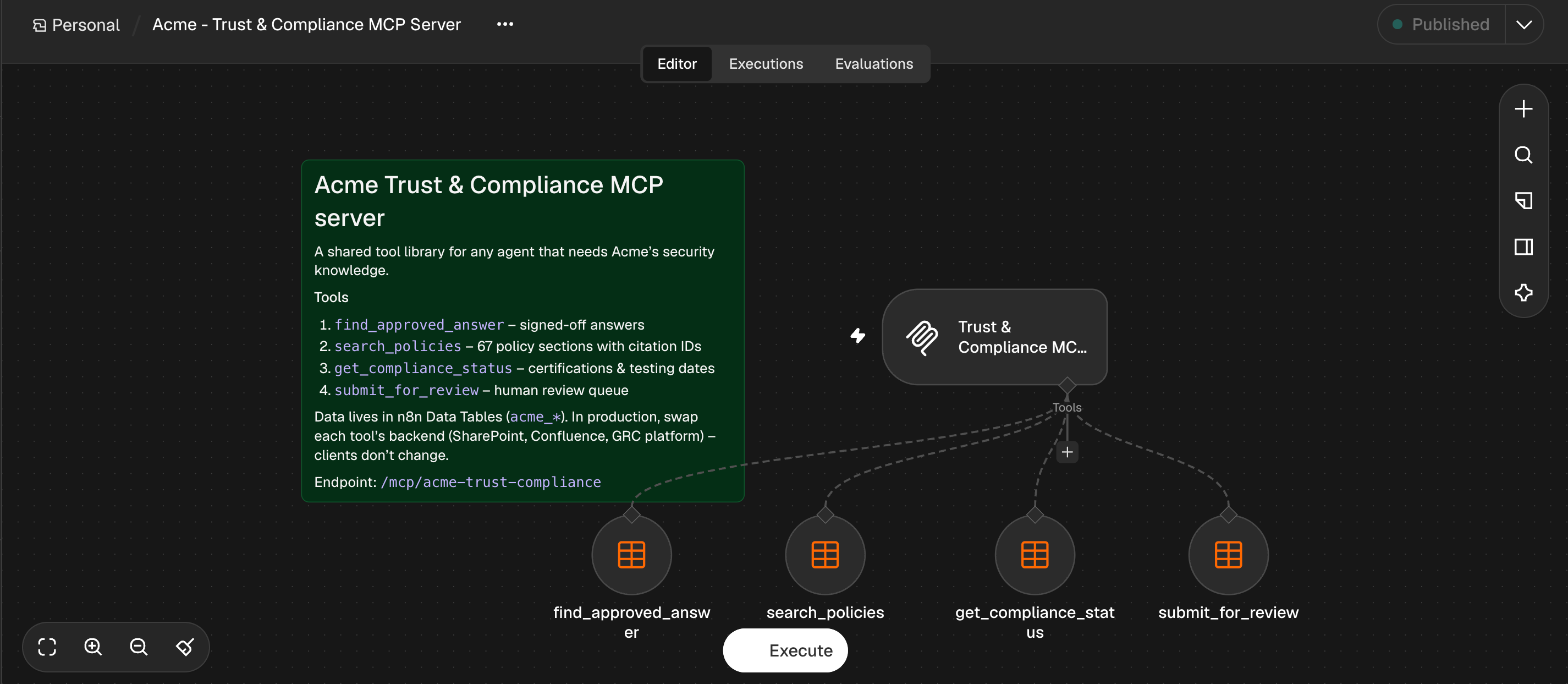 Personal / Acme - Trust & Compliance MCP Server ...
Published
Editor Executions Evaluations
Acme Trust & Compliance MCP
server
A shared tool library for any agent that needs Acme's security
knowledge.
Tools
1. find_approved_answer – signed-off answers
2. search_policies – 67 policy sections with citation IDs
3. get_compliance_status – certifications & testing dates
4. submit_for_review – human review queue
Data lives in n8n Data Tables (acme_*). In production, swap
each tool's backend (SharePoint, Confluence, GRC platform) –
clients don't change.
Endpoint: /mcp/acme-trust-compliance
Trust &
Compliance MC...
Tools
find_approved_answ
er
search_policies
get_compliance_stat
us
submit_for_review
Execute